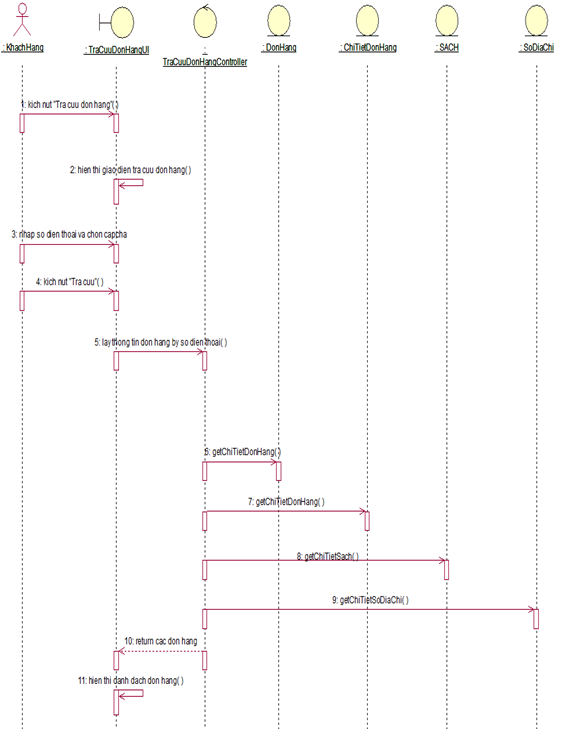 : KhachHang
: TraCuuDonHangUI
:
TraCuuDonHangController
: DonHang
: ChiTietDonHang
: SACH
: SoDiaChi
1: kich nut "Tra cuu don hang"( )
2: hien thi giao dien tra cuu don hang( )
3: nhap so dien thoai va chon capcha
4: kich nut "Tra cuu"( )
5: lay thong tin don hang by so dien thoai( )
6: getChiTietDonHang( )
7: getChiTietDonHang( )
8: getChiTietSach( )
9: getChiTietSoDiaChi( )
10: return cac don hang
11: hien thi danh dach don hang( )